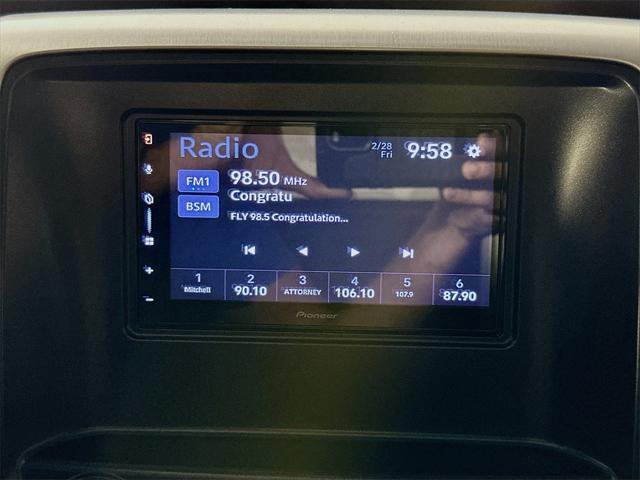 Radio
2/28
Fri
9:58
FM1
98.50 MHz
Congratu
BSM
FLY 98.5 Congratulation...
1 2 3 4 5 6
Mitchell 90.10 ATTORNEY 106.10 107.9 87.90
Pioneer